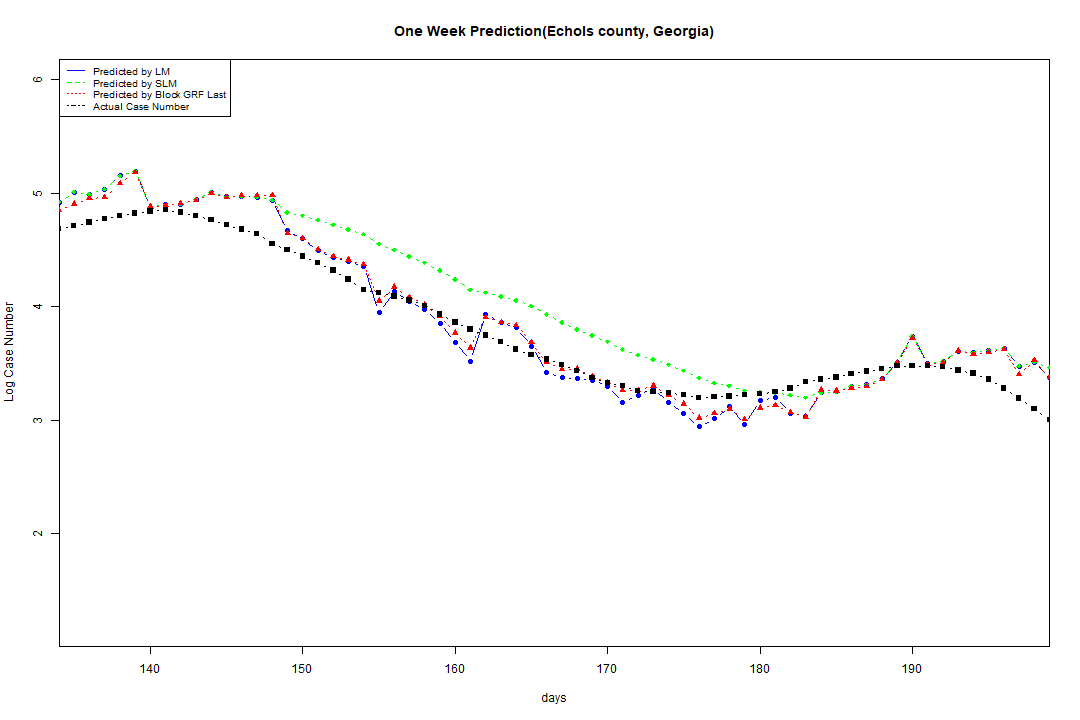 One Week Prediction(Echols county, Georgia)
Predicted by LM
Predicted by SLM
Predicted by Block GRF Last
Actual Case Number
6
5
4
3
2
Log Case Number
140 150 160 170 180 190
days